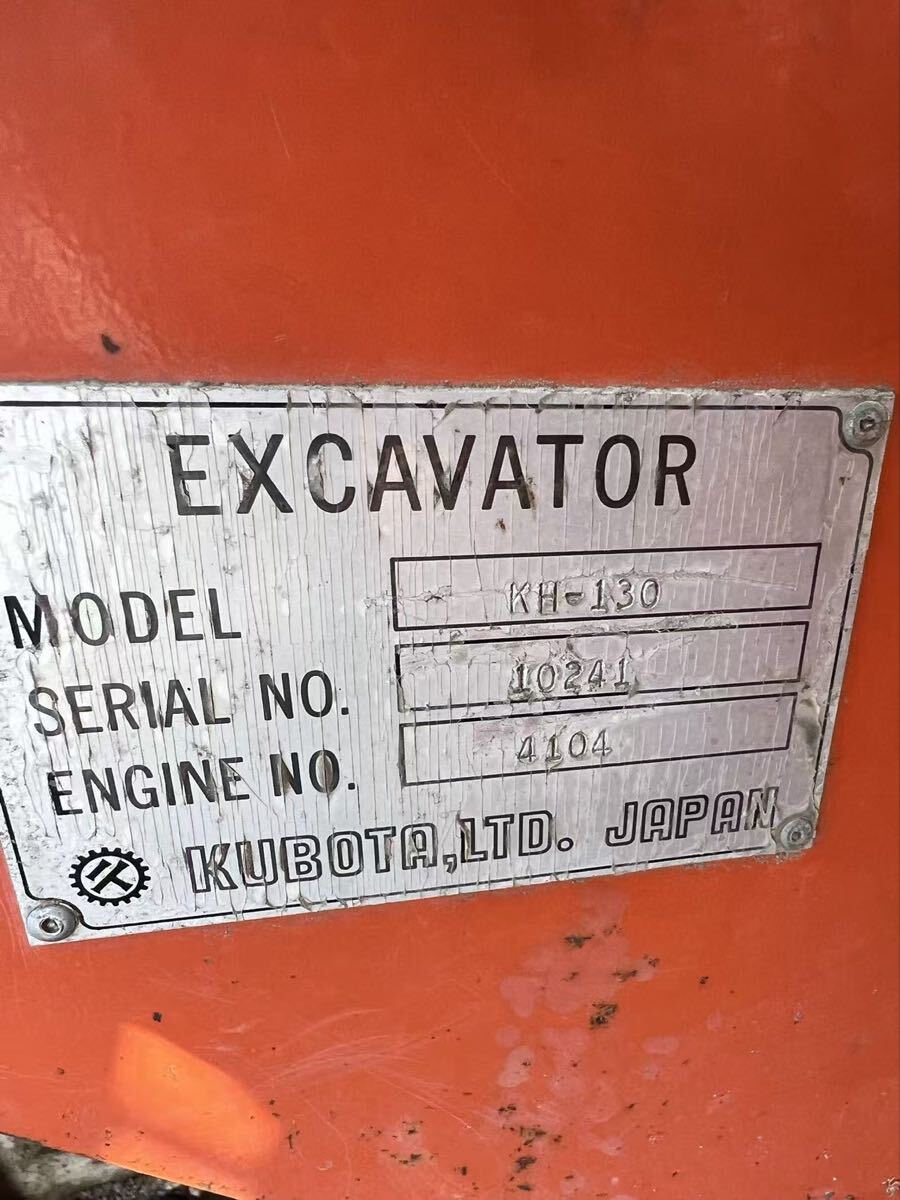 EXCAVATOR
MODEL KH-130
SERIAL NO. 10241
ENGINE NO. 4104
KUBOTA,LTD. JAPAN